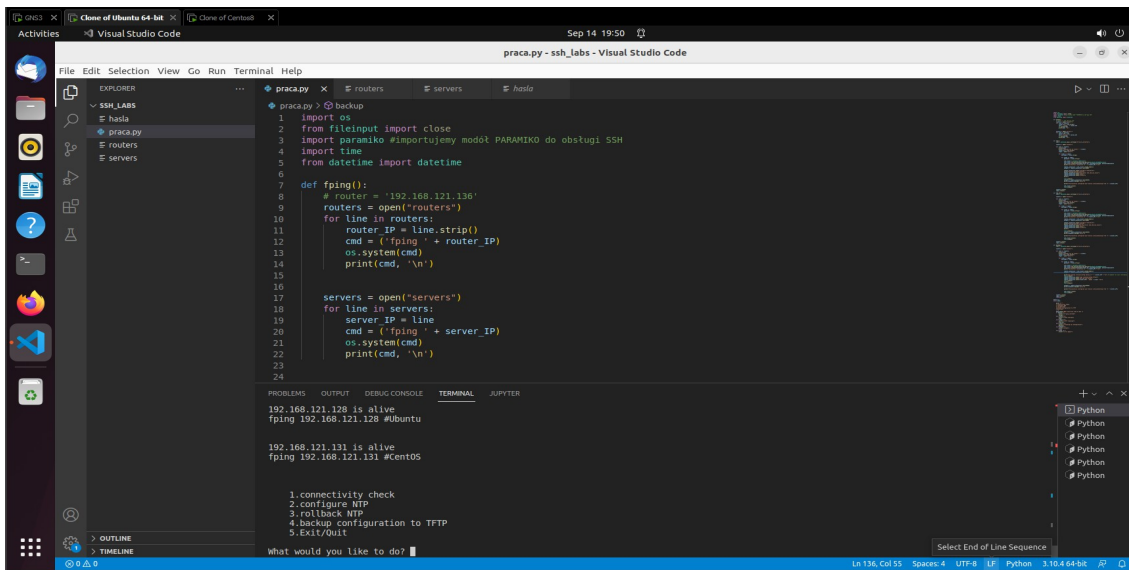 GNS3
Clone of Ubuntu 64-bit
Clone of Centos8
Activities
Visual Studio Code
Sep 14 19:50
praca.py - ssh_labs - Visual Studio Code
File Edit Selection View Go Run Terminal Help
EXPLORER
SSH_LABS
hasla
praca.py
routers
servers
OUTLINE
TIMELINE
praca.py
routers
servers
hasla
praca.py > backup
1 import os
2 from fileinput import close
3 import paramiko #importujemy modół PARAMIKO do obsługi SSH
4 import time
5 from datetime import datetime
6
7 def fping():
8 # router = '192.168.121.136'
9 routers = open("routers")
10 for line in routers:
11 router_IP = line.strip()
12 cmd = ('fping ' + router_IP)
13 os.system(cmd)
14 print(cmd, '\n')
15
16
17 servers = open("servers")
18 for line in servers:
19 server_IP = line
20 cmd = ('fping ' + server_IP)
21 os.system(cmd)
22 print(cmd, '\n')
23
24
PROBLEMS OUTPUT DEBUG CONSOLE TERMINAL JUPYTER
192.168.121.128 is alive
fping 192.168.121.128 #Ubuntu
192.168.121.131 is alive
fping 192.168.121.131 #CentOS
1.connectivity check
2.configure NTP
3.rollback NTP
4.backup configuration to TFTP
5.Exit/Quit
What would you like to do?
Python
Python
Python
Python
Python
Python
Select End of Line Sequence
0 0 Ln 136, Col 55 Spaces: 4 UTF-8 LF Python 3.10.4 64-bit